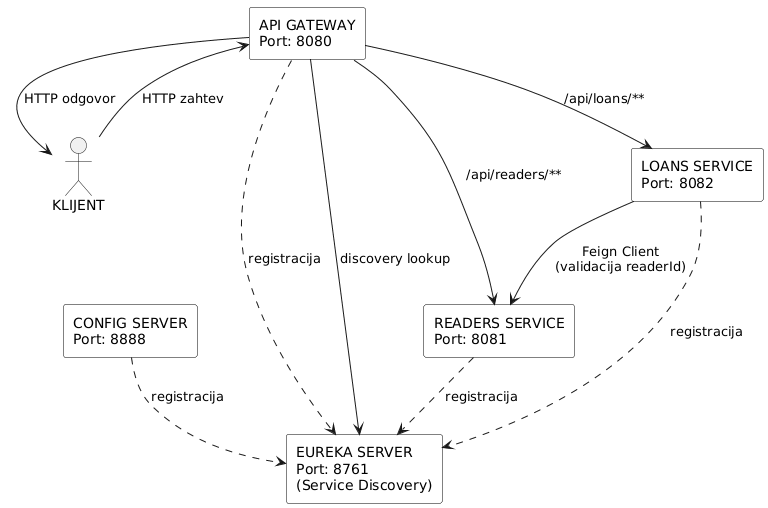 API GATEWAY
Port: 8080
HTTP odgovor
HTTP zahtev
/api/loans/**
KLIJENT
LOANS SERVICE
Port: 8082
/api/readers/**
registracija
discovery lookup
Feign Client
(validacija readerId)
CONFIG SERVER
Port: 8888
READERS SERVICE
Port: 8081
registracija
registracija
registracija
EUREKA SERVER
Port: 8761
(Service Discovery)